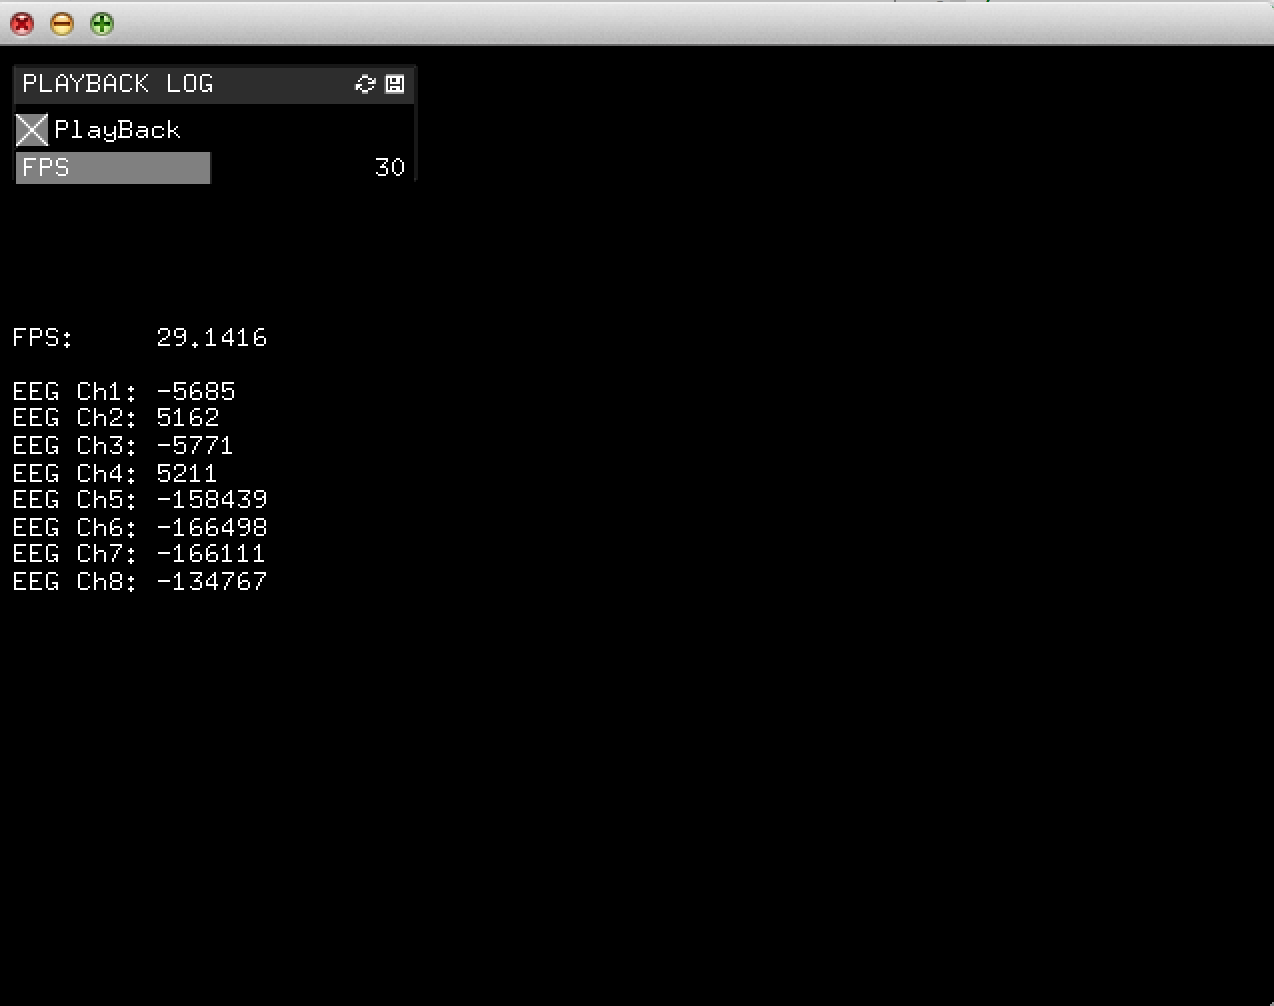 PLAYBACK LOG
PlayBack
FPS 30
FPS: 29.1416
EEG Ch1: -5685
EEG Ch2: 5162
EEG Ch3: -5771
EEG Ch4: 5211
EEG Ch5: -158439
EEG Ch6: -166498
EEG Ch7: -166111
EEG Ch8: -134767